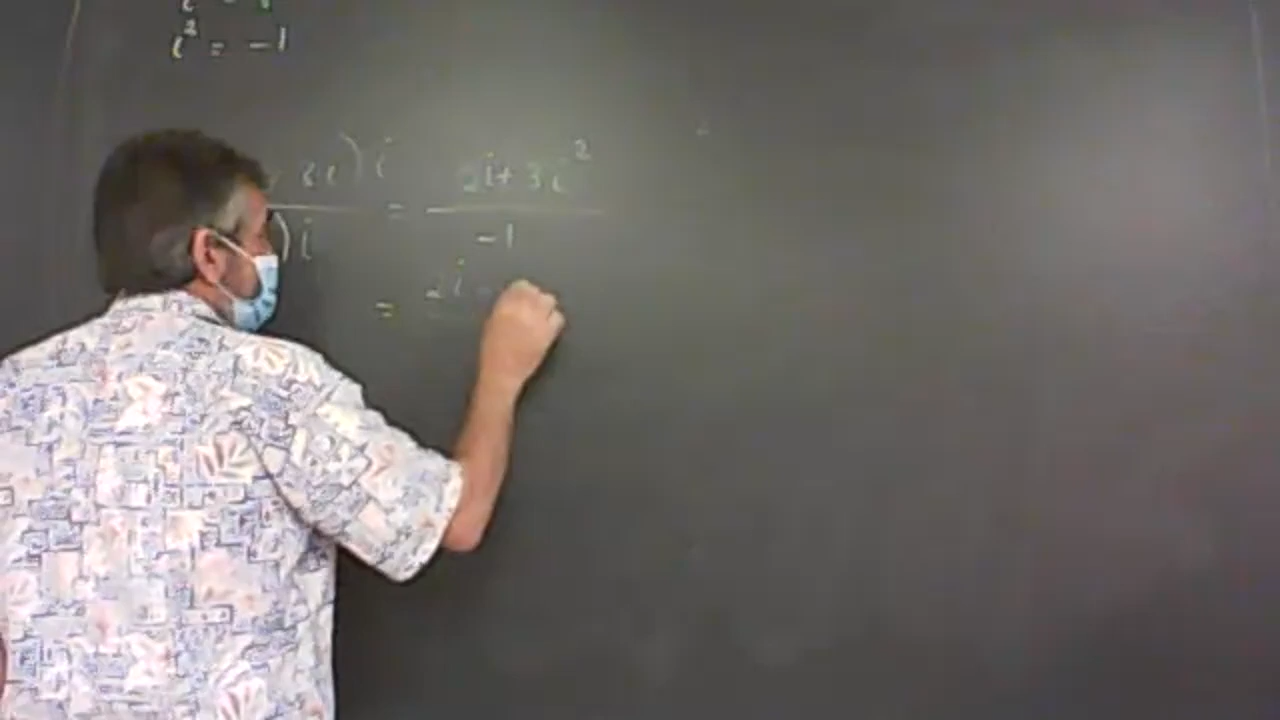 i² = -1
3i) i = 2i + 3i²
) i -1
= 2i -